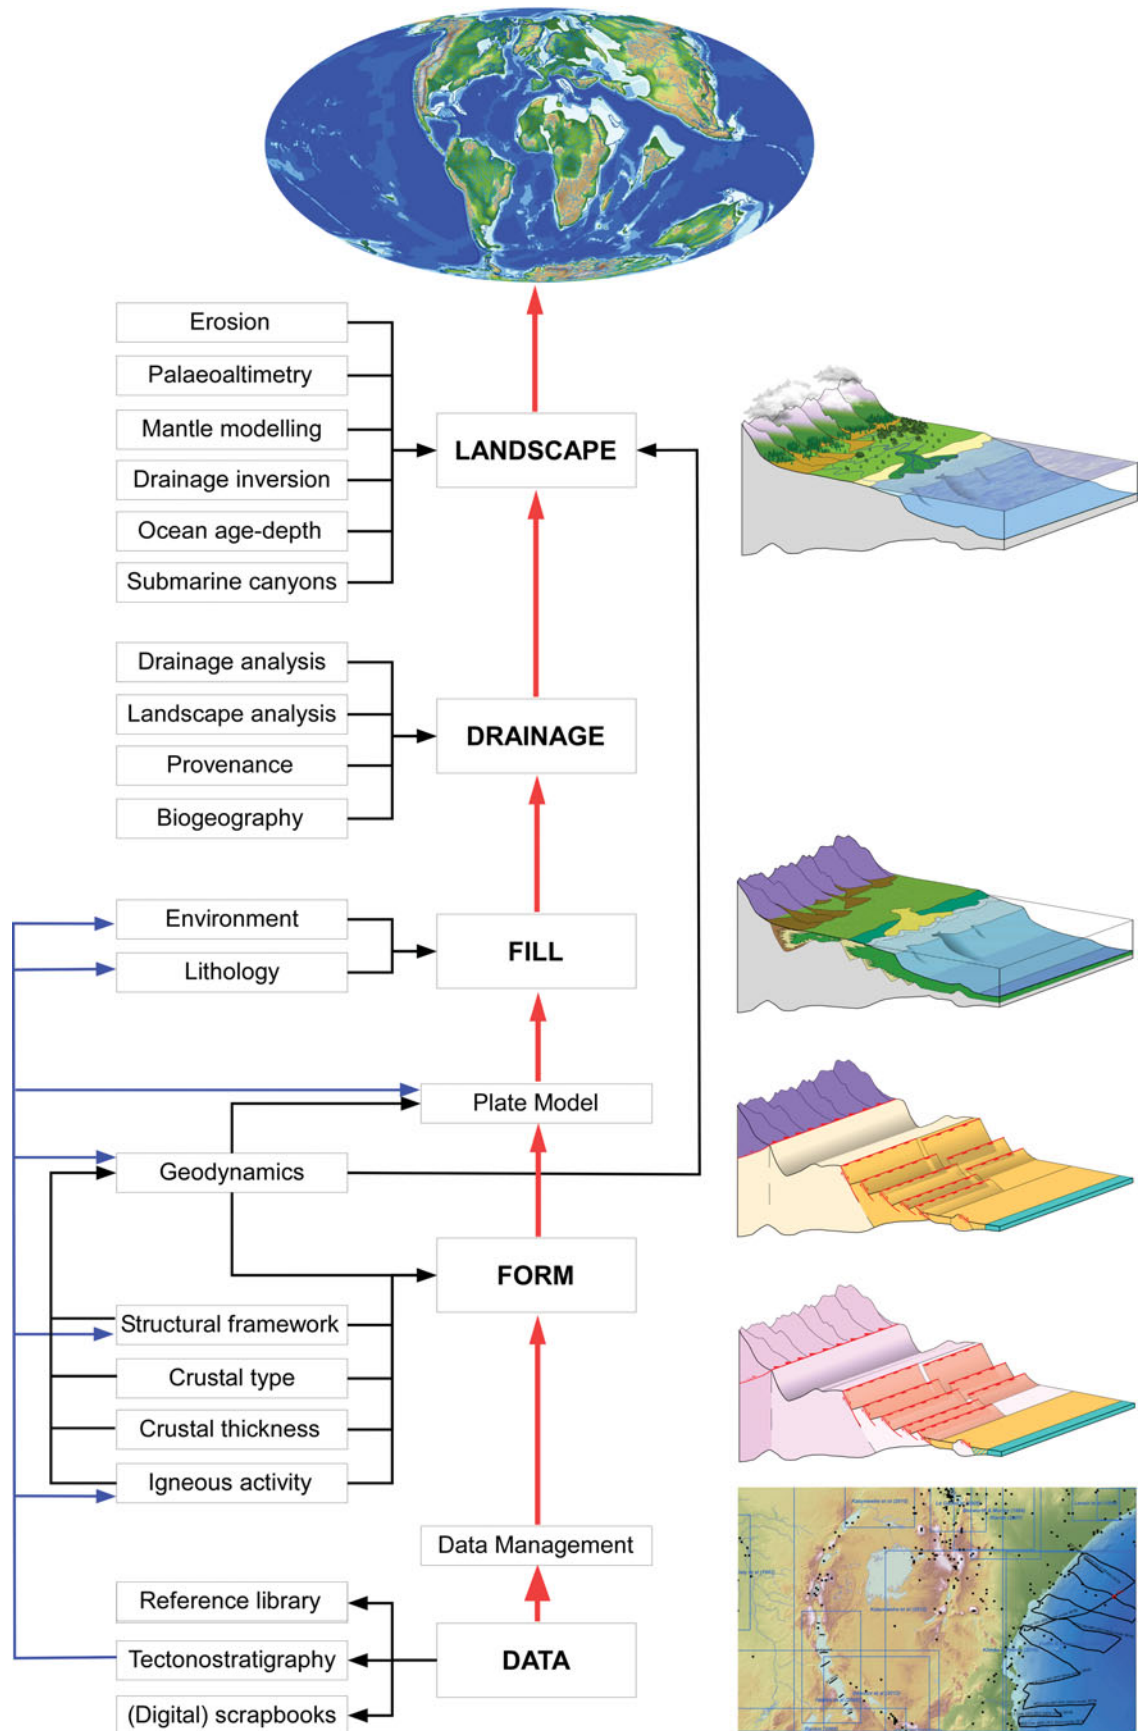 Erosion
Palaeoaltimetry
Mantle modelling
LANDSCAPE
Drainage inversion
Ocean age-depth
Submarine canyons
Drainage analysis
Landscape analysis
DRAINAGE
Provenance
Biogeography
Environment
FILL
Lithology
Plate Model
Geodynamics
FORM
Structural framework
Crustal type
Crustal thickness
Igneous activity
Data Management
Reference library
Tectonostratigraphy
DATA
(Digital) scrapbooks